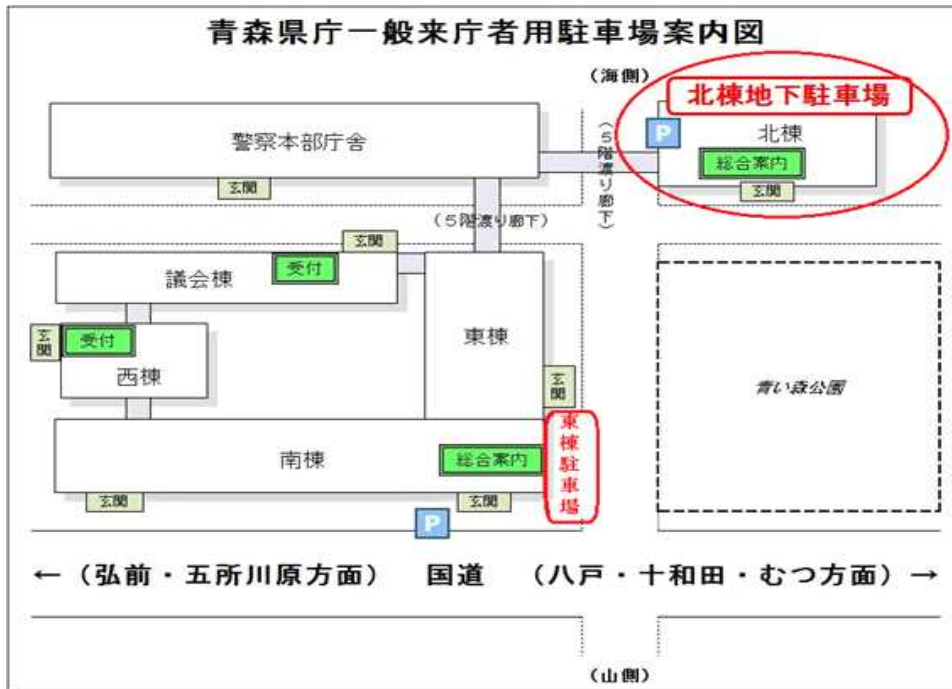 青森県庁一般来庁者用駐車場案内図
（海側）
北棟地下駐車場
警察本部庁舎
P
北棟
総合案内
玄関
玄関
（５階渡り廊下）
（５階渡り廊下）
玄関
議会棟
受付
東棟
玄関
受付
西棟
青い森公園
玄関
東棟駐車場
南棟
総合案内
玄関
玄関
P
←（弘前・五所川原方面）　国道　（八戸・十和田・むつ方面）→
（山側）